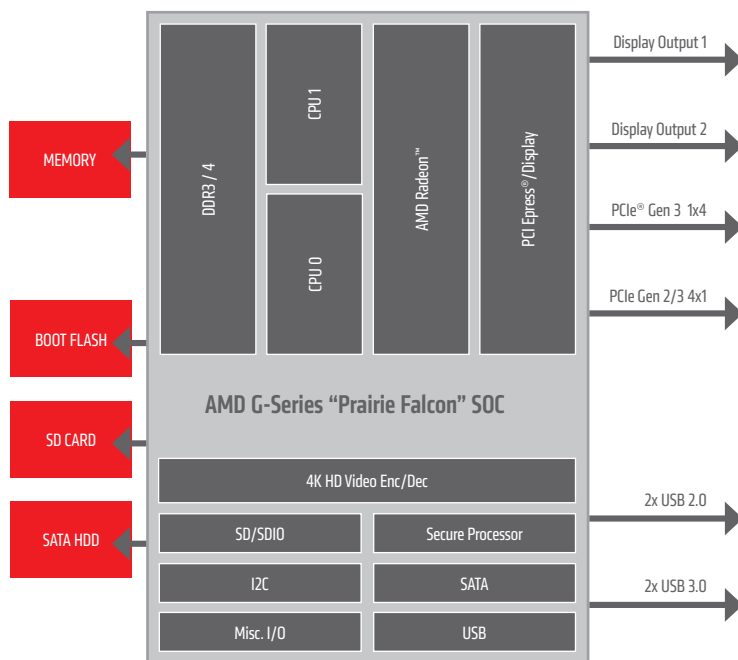 Display Output 1
Display Output 2
PCIe® Gen 3 1x4
PCIe Gen 2/3 4x1
2x USB 2.0
2x USB 3.0
MEMORY
BOOT FLASH
SD CARD
SATA HDD
DDR3 / 4
CPU 1
CPU 0
AMD Radeon™
PCI Epress®/Display
AMD G-Series “Prairie Falcon” SOC
4K HD Video Enc/Dec
SD/SDIO
Secure Processor
I2C
SATA
Misc. I/O
USB